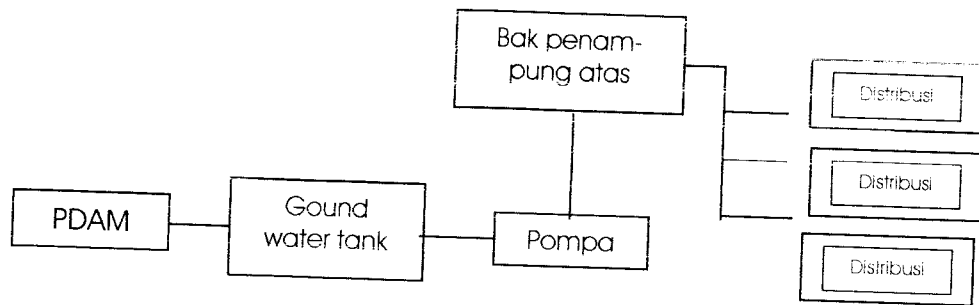 Bak penam-
pung atas
Distribusi
Distribusi
Distribusi
PDAM
Gound
water tank
Pompa